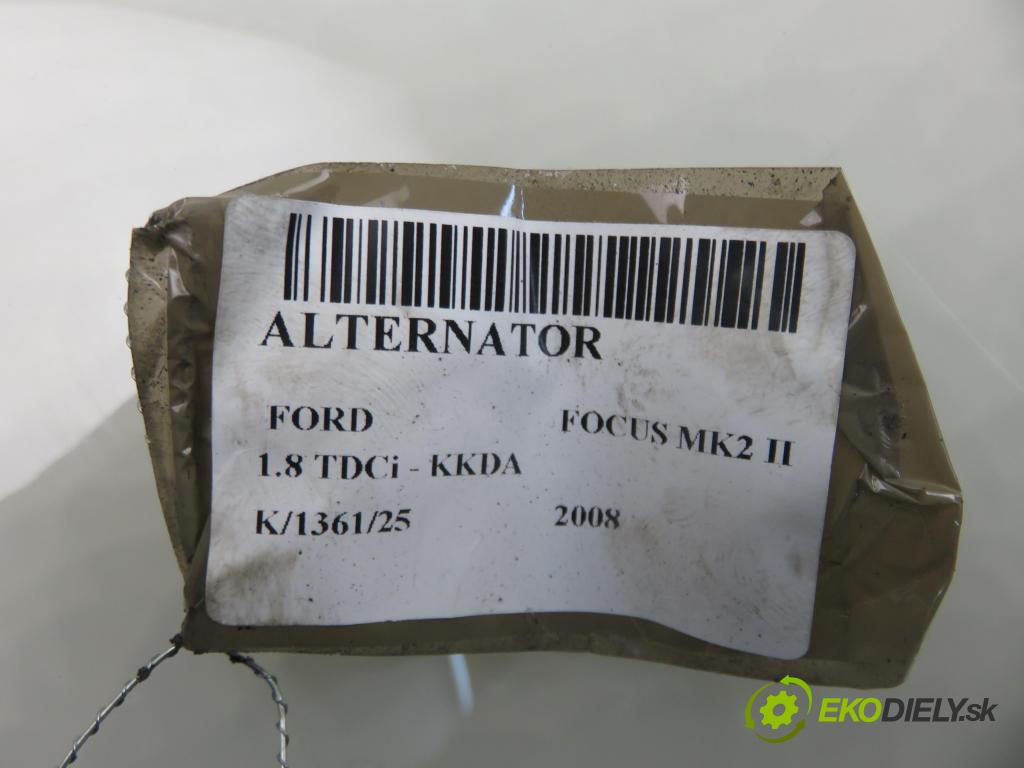 ALTERNATOR
FORD FOCUS MK2 II
1.8 TDCi - KKDA
K/1361/25 2008
EKODIELY.sk